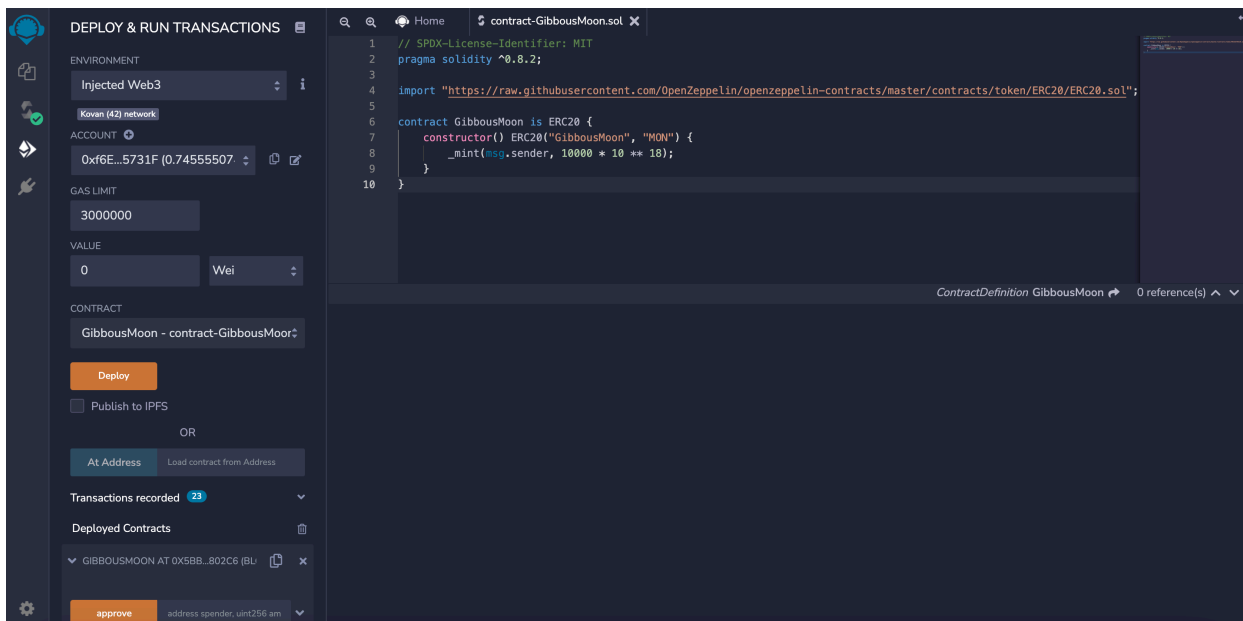 DEPLOY & RUN TRANSACTIONS
ENVIRONMENT
Injected Web3
i
Kovan (42) network
ACCOUNT
0xf6E...5731F (0.74555507
GAS LIMIT
3000000
VALUE
0
Wei
CONTRACT
GibbousMoon - contract-GibbousMoor
Deploy
Publish to IPFS
OR
At Address
Load contract from Address
Transactions recorded 23
Deployed Contracts
GIBBOUSMOON AT 0X5BB...802C6 (BL
approve
address spender, uint256 am
Home
contract-GibbousMoon.sol
1 // SPDX-License-Identifier: MIT
2 pragma solidity ^0.8.2;
3
4 import "https://raw.githubusercontent.com/OpenZeppelin/openzeppelin-contracts/master/contracts/token/ERC20/ERC20.sol";
5
6 contract GibbousMoon is ERC20 {
7 constructor() ERC20("GibbousMoon", "MON") {
8 _mint(msg.sender, 10000 * 10 ** 18);
9 }
10 }
ContractDefinition GibbousMoon 0 reference(s)